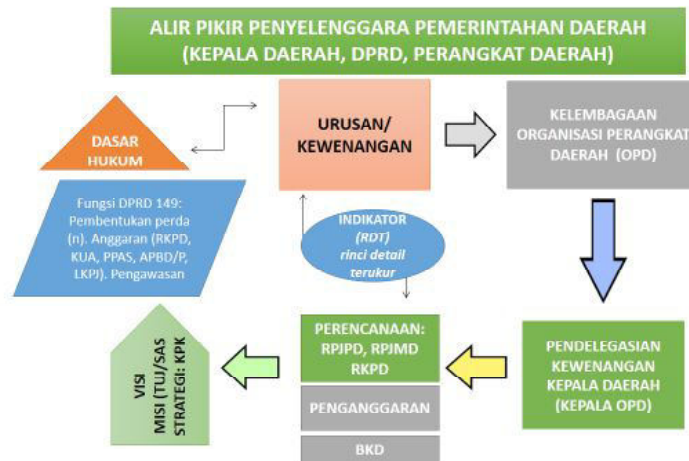 ALIR PIKIR PENYELENGGARA PEMERINTAHAN DAERAH
(KEPALA DAERAH, DPRD, PERANGKAT DAERAH)
DASAR
HUKUM
URUSAN/
KEWENANGAN
KELEMBAGAAN
ORGANISASI PERANGKAT
DAERAH (OPD)
Fungsi DPRD 149:
Pembentukan perda
(n). Anggaran (RKPD,
KUA, PPAS, APBD/P,
LKPJ). Pengawasan
INDIKATOR
(RDT)
rinci detail
terukur
VISI
MISI (TUJ/SAS
STRATEGI: KPK
PERENCANAAN:
RPJPD, RPJMD
RKPD
PENGANGGARAN
BKD
PENDELEGASIAN
KEWENANGAN
KEPALA DAERAH
(KEPALA OPD)